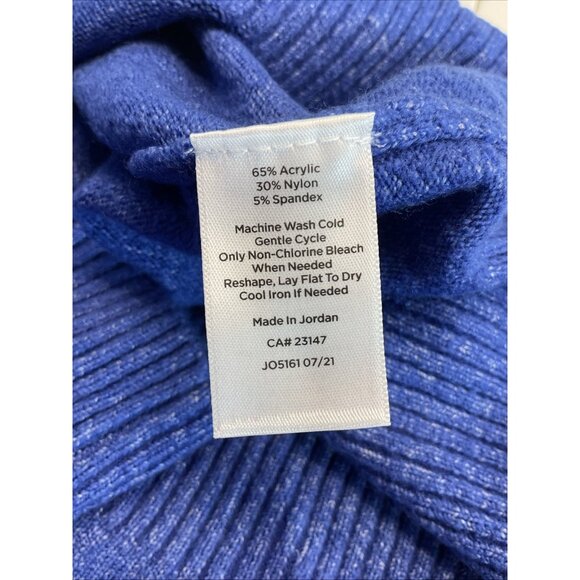 65% Acrylic
30% Nylon
5% Spandex
Machine Wash Cold
Gentle Cycle
Only Non-Chlorine Bleach
When Needed
Reshape, Lay Flat To Dry
Cool Iron If Needed
Made In Jordan
CA# 23147
JO5161 07/21